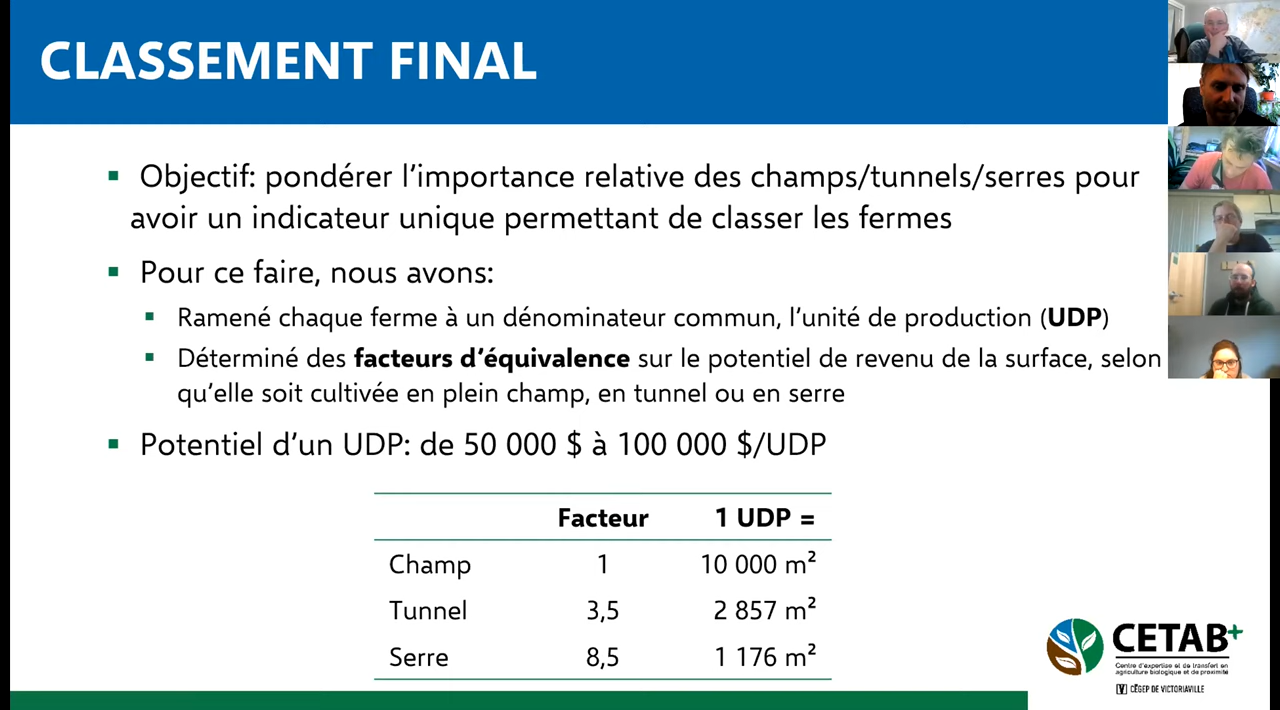 CLASSEMENT FINAL
Objectif: pondérer l'importance relative des champs/tunnels/serres pour
avoir un indicateur unique permettant de classer les fermes
Pour ce faire, nous avons:
Ramené chaque ferme à un dénominateur commun, l'unité de production (UDP)
Déterminé des facteurs d'équivalence sur le potentiel de revenu de la surface, selon
qu'elle soit cultivée en plein champ, en tunnel ou en serre
Potentiel d'un UDP: de 50 000 $ à 100 000 $/UDP
Facteur 1 UDP =
Champ 1 10 000 m²
Tunnel 3,5 2 857 m²
Serre 8,5 1 176 m²
CETAB+
Centre d'expertise et de transfert en
agriculture biologique et de proximité
CÉGEP DE VICTORIAVILLE